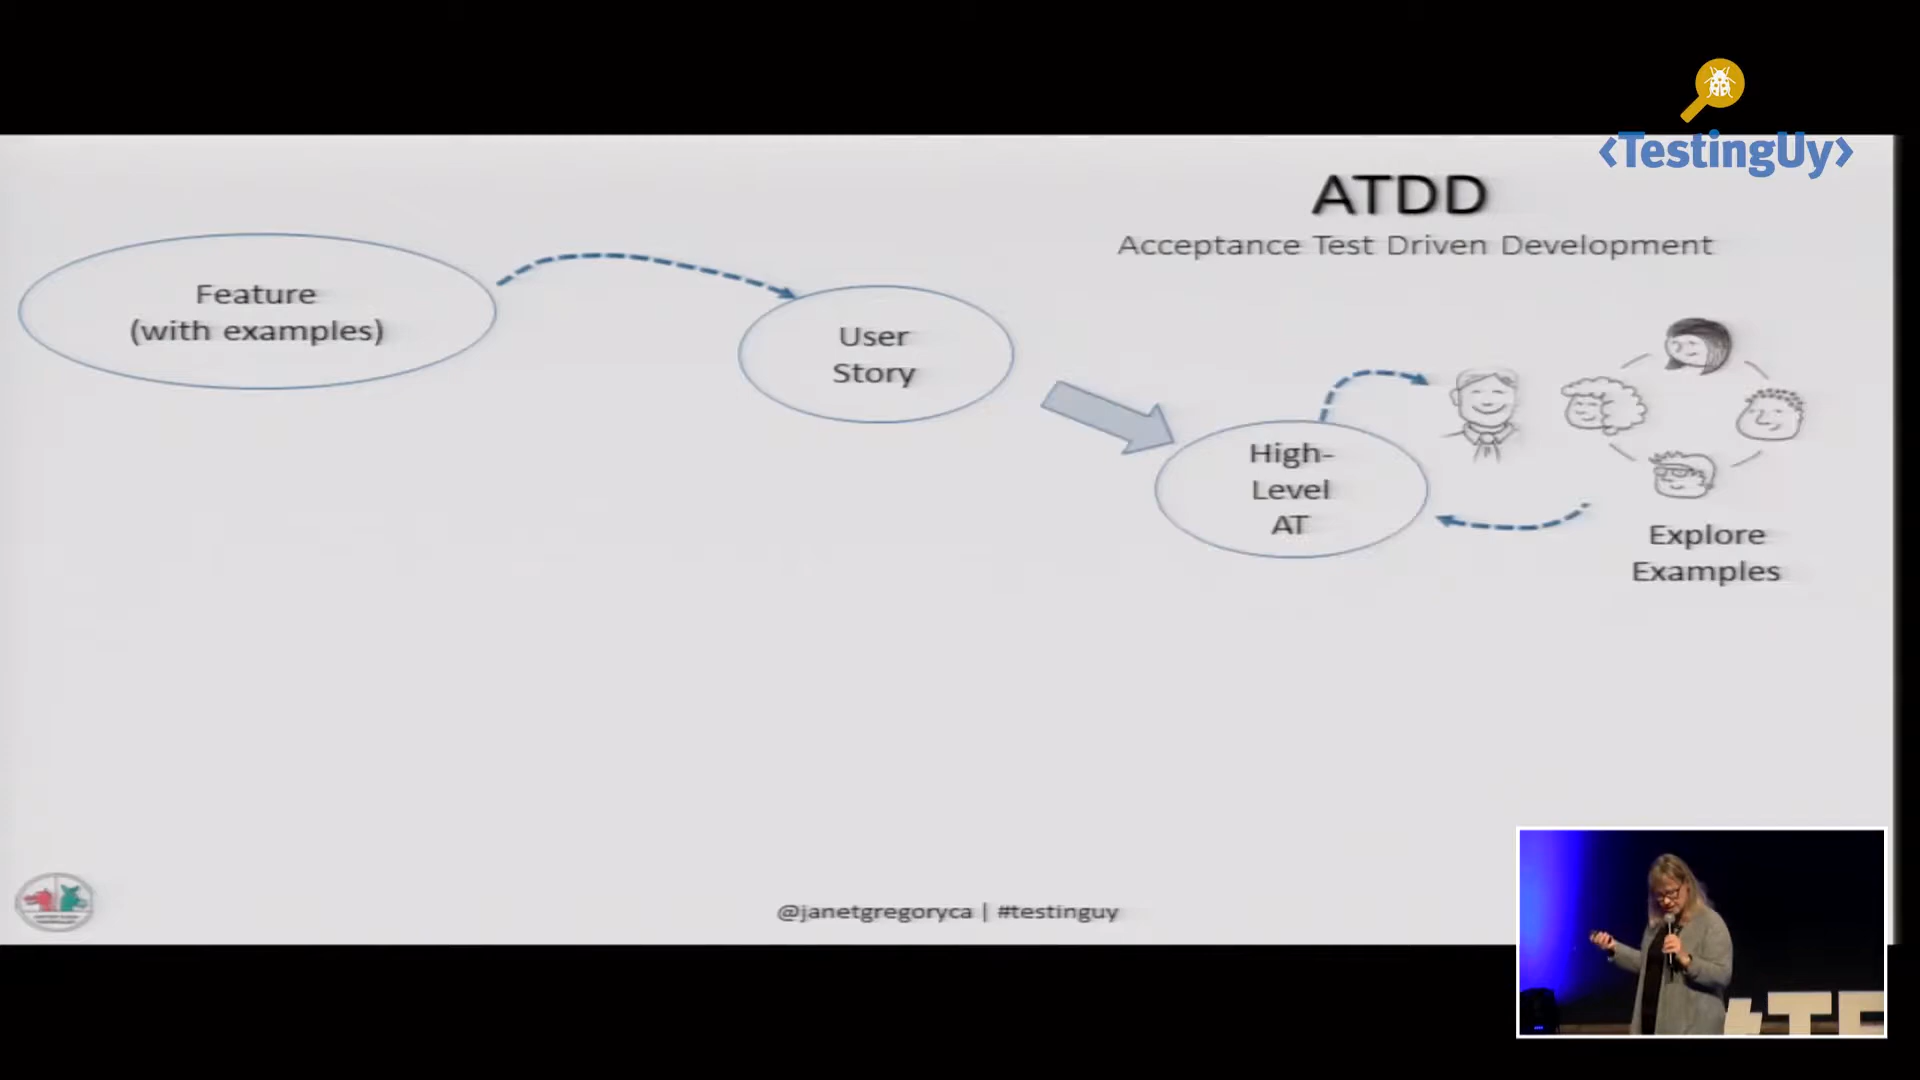 <TestingUy>
ATDD
Acceptance Test Driven Development
Feature
(with examples)
User
Story
High-
Level
AT
Explore
Examples
@janetgregoryca | #testinguy